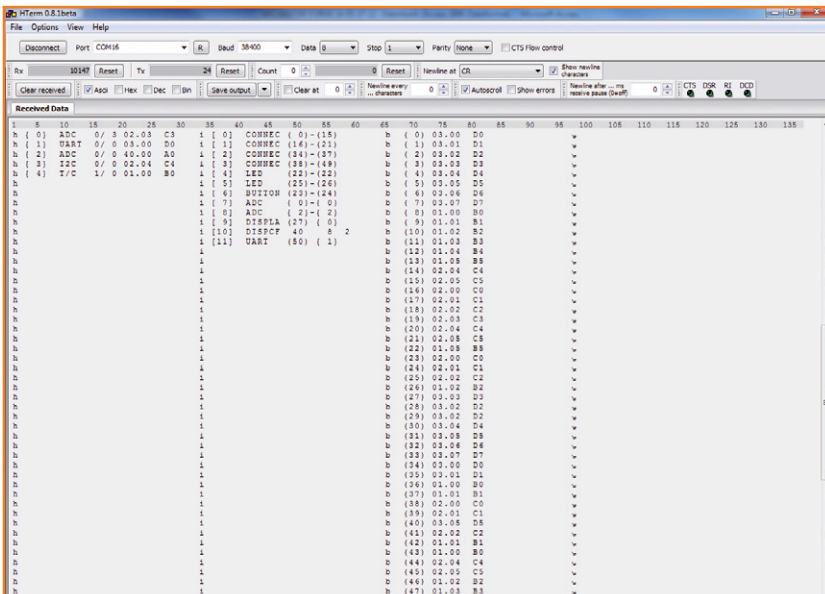 HTerm 0.8.1beta
File Options View Help
Disconnect Port COM16 R Baud 38400 Data 8 Stop 1 Parity None CTS Flow control
Rx 10147 Reset Tx 24 Reset Count 0 0 Reset Newline at CR Show newline characters
Clear received Ascii Hex Dec Bin Save output Clear at 0 Newline every ... characters 0 Autoscroll Show errors Newline after ... ms receive pause (0=off) 0 CTS DSR RI DCD
Received Data
1 5 10 15 20 25 30 35 40 45 50 55 60 65 70 75 80 85 90 95 100 105 110 115 120 125 130 135
h [ 0] ADC 0/ 3 02.03 C3 i [ 0] CONNEC ( 0)-(15) b ( 0) 03.00 D0
h [ 1] UART 0/ 0 03.00 D0 i [ 1] CONNEC (16)-(21) b ( 1) 03.01 D1
h [ 2] ADC 0/ 0 40.00 A0 i [ 2] CONNEC (34)-(37) b ( 2) 03.02 D2
h [ 3] I2C 0/ 0 02.04 C4 i [ 3] CONNEC (38)-(49) b ( 3) 03.03 D3
h [ 4] T/C 1/ 0 01.00 B0 i [ 4] LED (22)-(22) b ( 4) 03.04 D4
h i [ 5] LED (25)-(26) b ( 5) 03.05 D5
h i [ 6] BUTTON (23)-(24) b ( 6) 03.06 D6
h i [ 7] ADC ( 0)-( 0) b ( 7) 03.07 D7
h i [ 8] ADC ( 2)-( 2) b ( 8) 01.00 B0
h i [ 9] DISPLA (27) ( 0) b ( 9) 01.01 B1
h i [10] DISPCF 40 8 2 b (10) 01.02 B2
h i [11] UART (50) ( 1) b (11) 01.03 B3
h i b (12) 01.04 B4
h i b (13) 01.05 B5
h i b (14) 02.04 C4
h i b (15) 02.05 C5
h i b (16) 02.00 C0
h i b (17) 02.01 C1
h i b (18) 02.02 C2
h i b (19) 02.03 C3
h i b (20) 02.04 C4
h i b (21) 02.05 C5
h i b (22) 01.05 B5
h i b (23) 02.00 C0
h i b (24) 02.01 C1
h i b (25) 02.02 C2
h i b (26) 01.02 B2
h i b (27) 03.03 D3
h i b (28) 03.02 D2
h i b (29) 03.02 D2
h i b (30) 03.04 D4
h i b (31) 03.05 D5
h i b (32) 03.06 D6
h i b (33) 03.07 D7
h i b (34) 03.00 D0
h i b (35) 03.01 D1
h i b (36) 01.00 B0
h i b (37) 01.01 B1
h i b (38) 02.00 C0
h i b (39) 02.01 C1
h i b (40) 03.05 D5
h i b (41) 02.02 C2
h i b (42) 01.01 B1
h i b (43) 01.00 B0
h i b (44) 02.04 C4
h i b (45) 02.05 C5
h i b (46) 01.02 B2
h i b (47) 01.03 B3